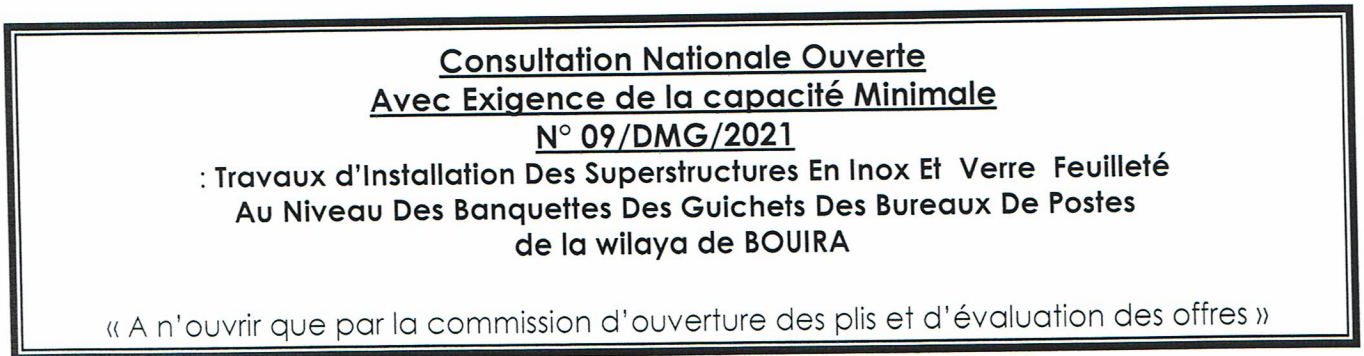 Consultation Nationale Ouverte
Avec Exigence de la capacité Minimale
N° 09/DMG/2021
: Travaux d'Installation Des Superstructures En Inox Et Verre Feuilleté
Au Niveau Des Banquettes Des Guichets Des Bureaux De Postes
de la wilaya de BOUIRA
« A n'ouvrir que par la commission d'ouverture des plis et d'évaluation des offres »